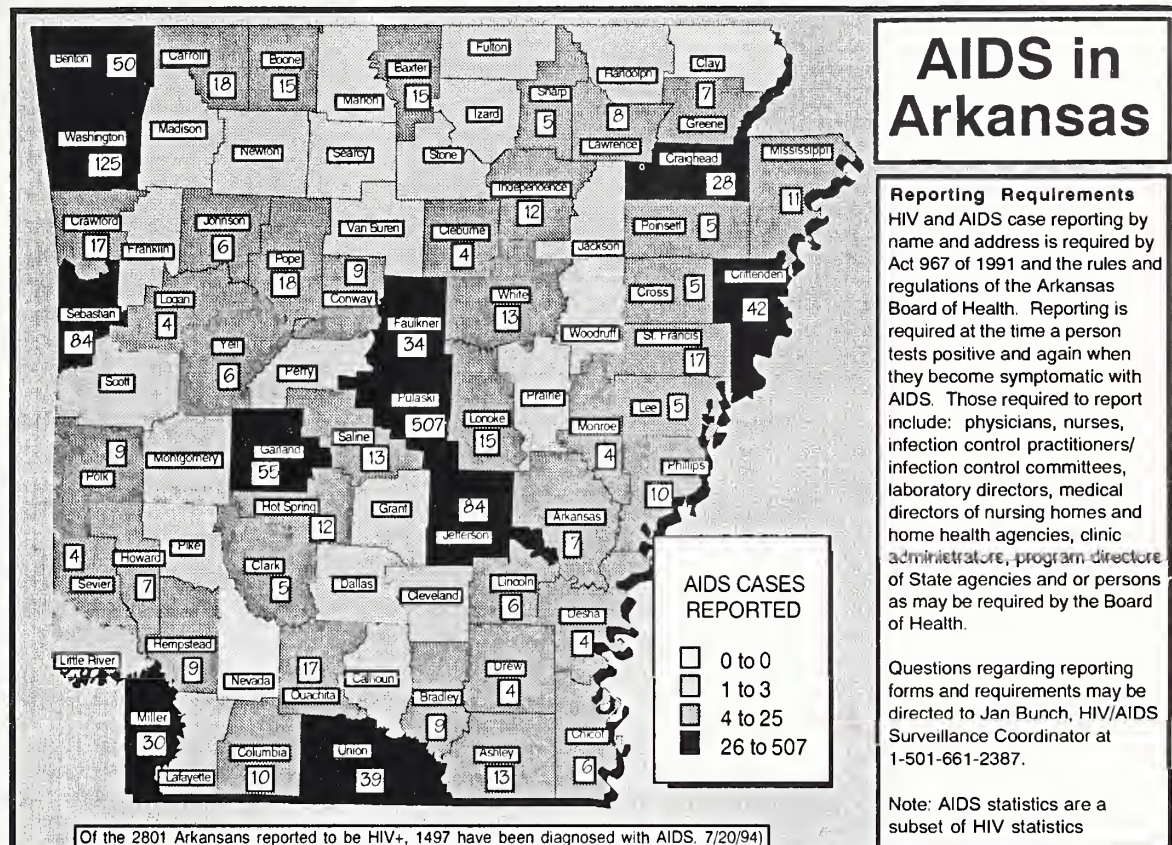 AIDS in
Arkansas
Reporting Requirements
HIV and AIDS case reporting by
name and address is required by
Act 967 of 1991 and the rules and
regulations of the Arkansas
Board of Health. Reporting is
required at the time a person
tests positive and again when
they become symptomatic with
AIDS. Those required to report
include: physicians, nurses,
infection control practitioners/
infection control committees,
laboratory directors, medical
directors of nursing homes and
home health agencies, clinic
administrators, program directors
of State agencies and or persons
as may be required by the Board
of Health.
Questions regarding reporting
forms and requirements may be
directed to Jan Bunch, HIV/AIDS
Surveillance Coordinator at
1-501-661-2387.
Note: AIDS statistics are a
subset of HIV statistics
Benton 50
Carroll 18
Boone 15
Marion
Baxter 15
Fulton
Izard
Sharp 5
Randolph
Lawrence 8
Clay
7
Greene
Washington 125
Madison
Newton
Searcy
Stone
Independence 12
Craighead 28
Mississippi 11
Crawford 17
Franklin
Johnson 6
Pope 18
Van Buren
Cleburne 4
Jackson
Poinsett 5
Conway 9
Sebastian 84
Logan 4
Yell 6
Faulkner 34
White 13
Woodruff
Cross 5
Crittenden 42
St. Francis 17
Scott
Perry
Pulaski 507
Lonoke 15
Prairie
Monroe 4
Lee 5
Phillips 10
Polk 9
Montgomery
Garland 55
Saline 13
Hot Spring 12
Grant
Jefferson 84
Arkansas 7
Sevier 4
Howard 7
Pike
Clark 5
Dallas
Cleveland
Lincoln 6
Desha 4
Little River
Hempstead 9
Nevada
Ouachita 17
Calhoun
Bradley 9
Drew 4
Miller 30
Lafayette
Columbia 10
Union 39
Ashley 13
Chicot 6
AIDS CASES
REPORTED
0 to 0
1 to 3
4 to 25
26 to 507
Of the 2801 Arkansans reported to be HIV+, 1497 have been diagnosed with AIDS. 7/20/94)